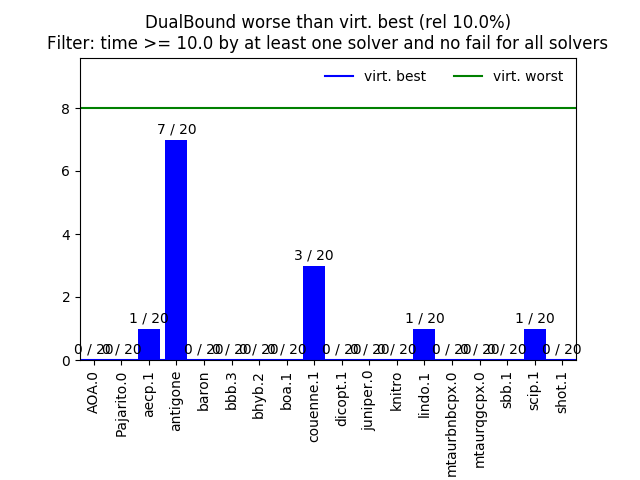 DualBound worse than virt. best (rel 10.0%)
Filter: time >= 10.0 by at least one solver and no fail for all solvers
virt. best virt. worst
8
6
4
2
0
0 / 20 0 / 20 1 / 20 7 / 20 0 / 20 0 / 20 0 / 20 0 / 20 3 / 20 0 / 20 0 / 20 0 / 20 1 / 20 0 / 20 0 / 20 0 / 20 1 / 20 0 / 20
AOA.0
Pajarito.0
aecp.1
antigone
baron
bbb.3
bhyb.2
boa.1
couenne.1
dicopt.1
juniper.0
knitro
lindo.1
mtaurbnbcpx.0
mtaurqgcpx.0
sbb.1
scip.1
shot.1